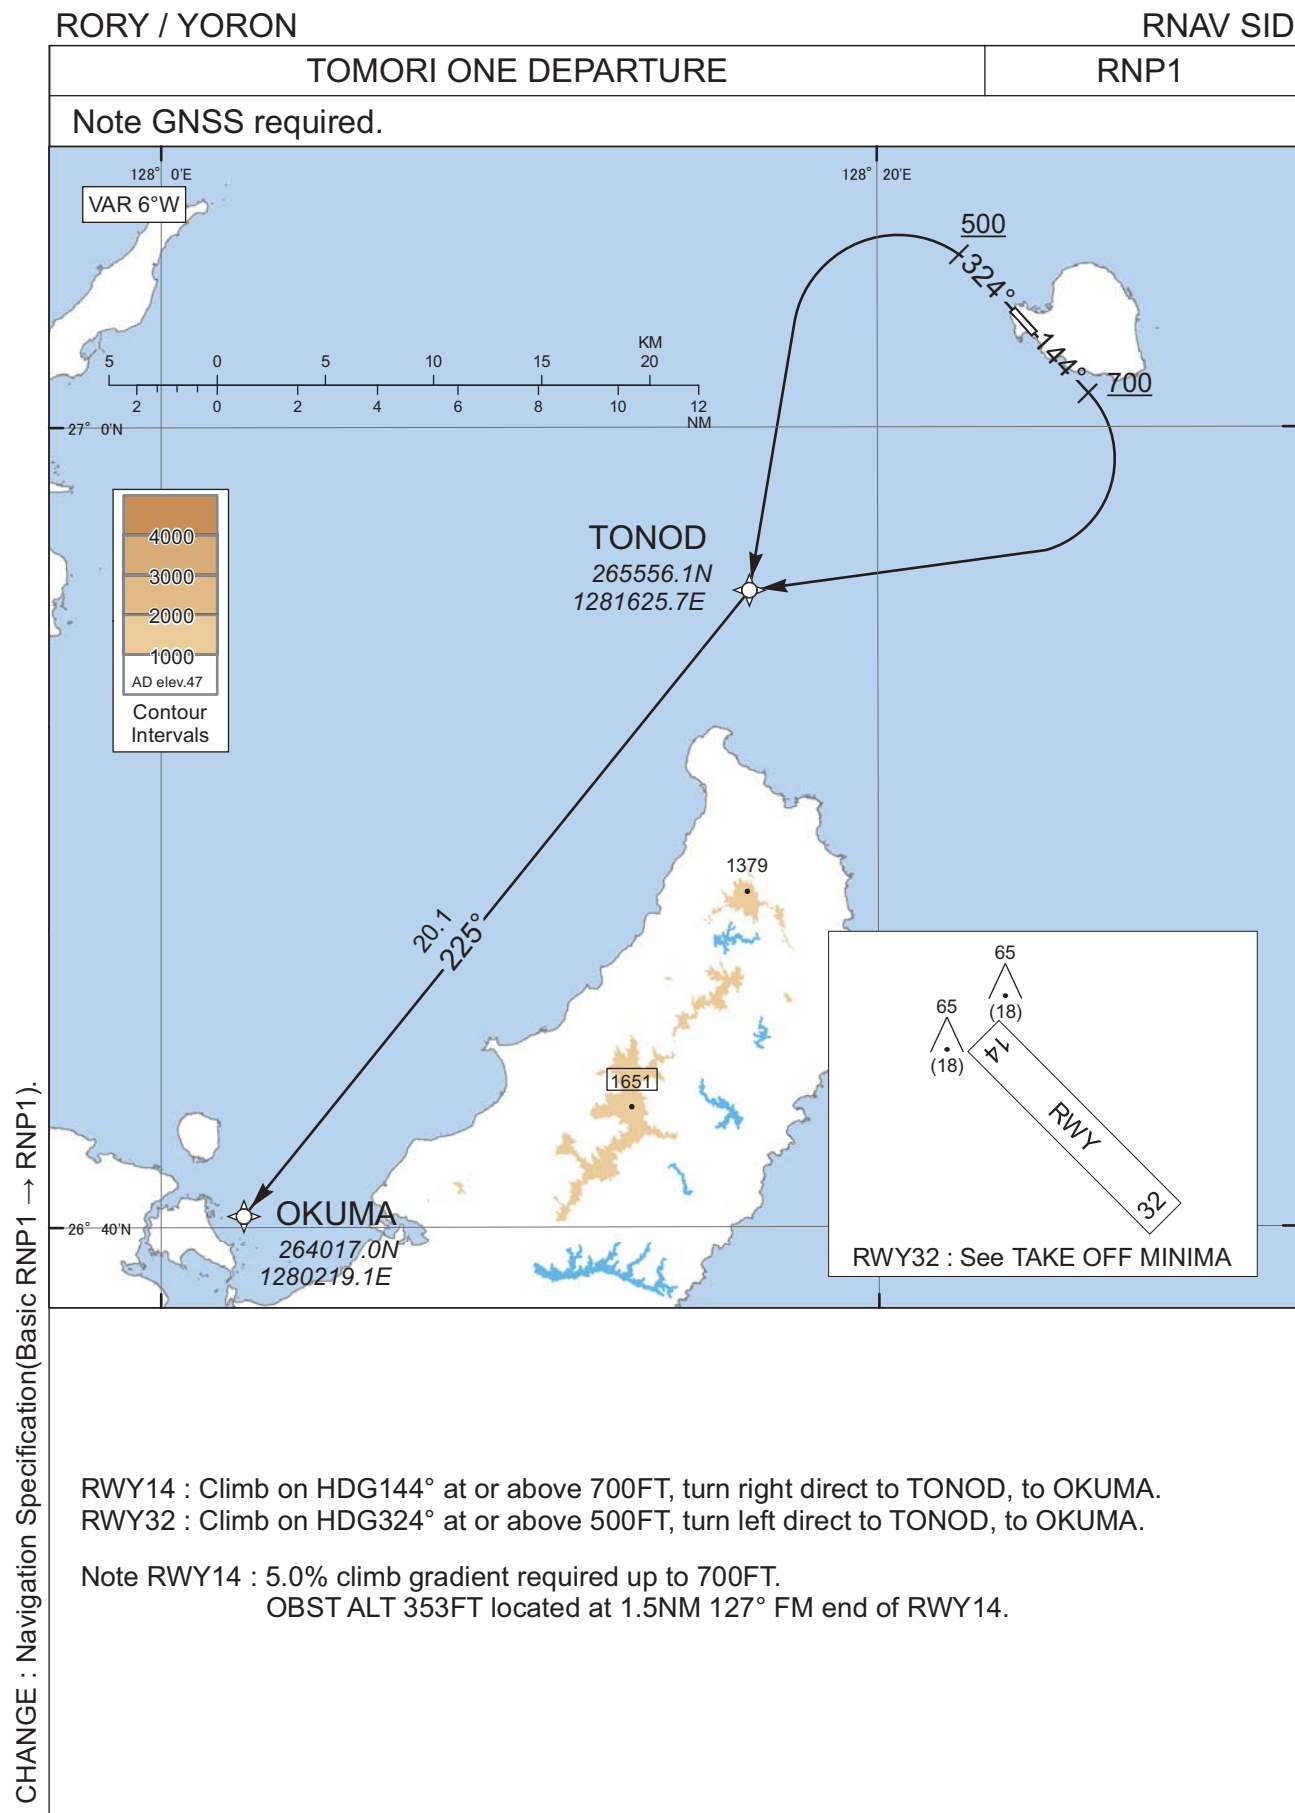 RORY / YORON
RNAV SID
TOMORI ONE DEPARTURE
RNP1
Note GNSS required.
128° 0'E
128° 20'E
VAR 6°W
500
324°
144°
700
KM
5 0 5 10 15 20
2 0 2 4 6 8 10 12
NM
27° 0'N
4000
3000
2000
1000
AD elev.47
Contour
Intervals
TONOD
265556.1N
1281625.7E
1379
20.1
225°
1651
OKUMA
264017.0N
1280219.1E
26° 40'N
65
(18)
65
(18)
14
RWY
32
RWY32 : See TAKE OFF MINIMA
RWY14 : Climb on HDG144° at or above 700FT, turn right direct to TONOD, to OKUMA.
RWY32 : Climb on HDG324° at or above 500FT, turn left direct to TONOD, to OKUMA.
Note RWY14 : 5.0% climb gradient required up to 700FT.
OBST ALT 353FT located at 1.5NM 127° FM end of RWY14.
CHANGE : Navigation Specification(Basic RNP1 → RNP1).